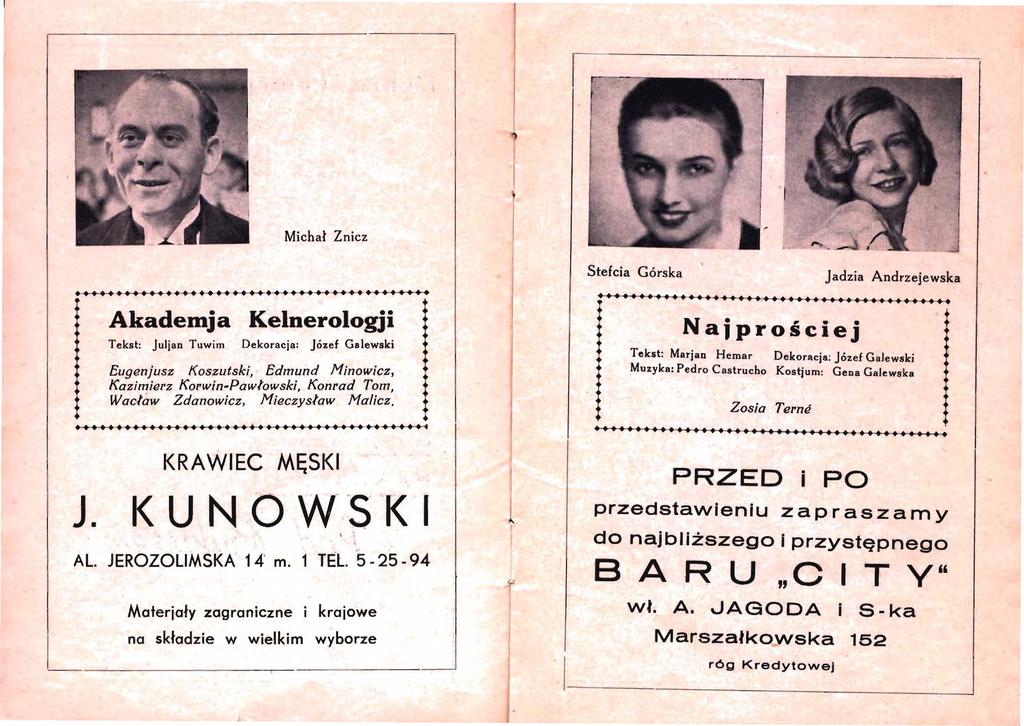 Michał Znicz
Akademja Kelnerologji
Tekst: Juljan Tuwim Dekoracja: Józef Galewski
Eugenjusz Koszutski, Edmund Minowicz,
Kazimierz Korwin-Pawłowski, Konrad Tom,
Wacław Zdanowicz, Mieczysław Malicz.
KRAWIEC MĘSKI
J. KUNOWSKI
AL. JEROZOLIMSKA 14 m. 1 TEL. 5-25-94
Materjały zagraniczne i krajowe
na składzie w wielkim wyborze
Stefcia Górska
Jadzia Andrzejewska
Najprościej
Tekst: Marjan Hemar Dekoracja: Józef Galewski
Muzyka: Pedro Castrucho Kostjum: Gena Galewska
Zosia Terné
PRZED i PO
przedstawieniu zapraszamy
do najbliższego i przystępnego
BARU „CITY“
wł. A. JAGODA i S-ka
Marszałkowska 152
róg Kredytowej